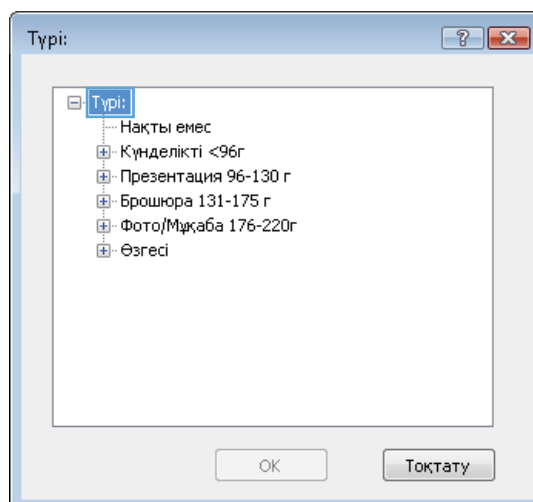 Түрі:
Түрі:
Нақты емес
Күнделікті <96г
Презентация 96-130 г
Брошюра 131-175 г
Фото/Мұқаба 176-220г
Өзгесі
OK
Тоқтату